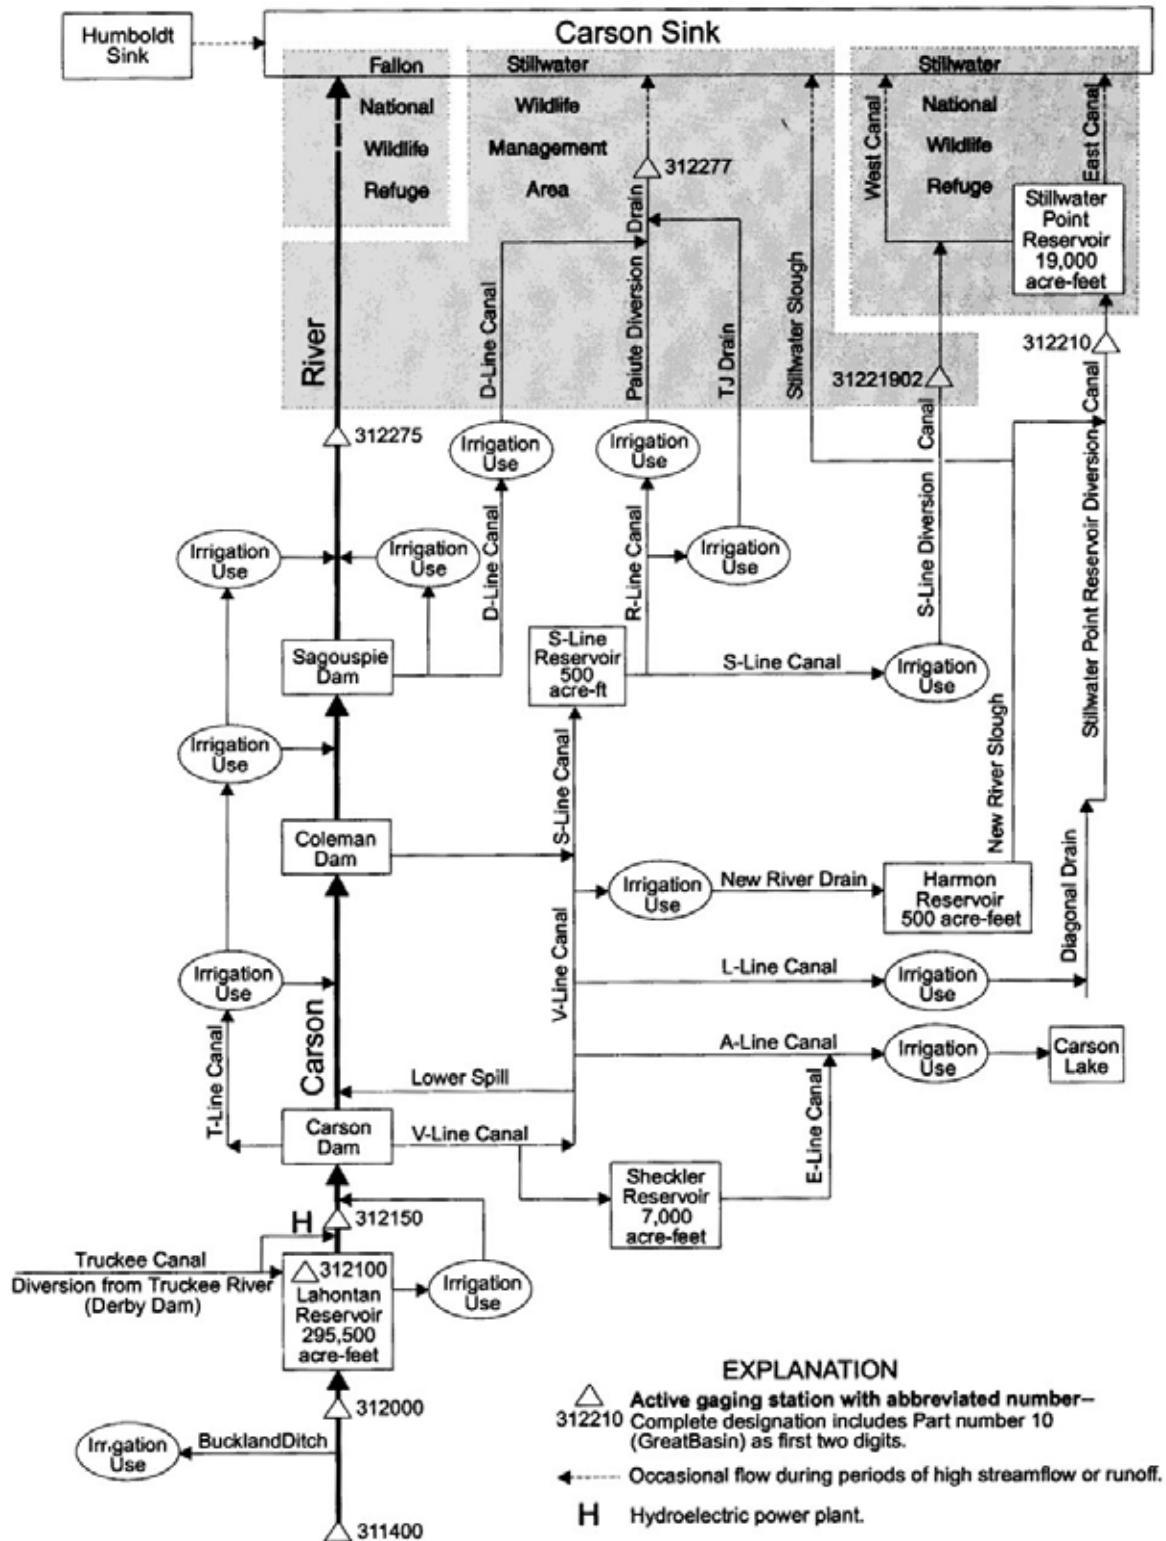 Humboldt
Sink
Carson Sink
Fallon
National
Wildlife
Refuge
Stillwater
Wildlife
Management
Area
Stillwater
National
Wildlife
Refuge
West Canal
East Canal
312277
Stillwater
Point
Reservoir
19,000
acre-feet
River
D-Line Canal
Paiute Diversion Drain
TJ Drain
Stillwater Slough
31221902
312210
312275
Irrigation
Use
Irrigation
Use
S-Line Diversion Canal
Stillwater Point Reservoir Diversion Canal
Irrigation
Use
Irrigation
Use
D-Line Canal
R-Line Canal
Irrigation
Use
Sagouspie
Dam
S-Line
Reservoir
500
acre-ft
S-Line Canal
Irrigation
Use
Irrigation
Use
S-Line Canal
New River Slough
Coleman
Dam
Irrigation
Use
New River Drain
Harmon
Reservoir
500 acre-feet
Diagonal Drain
V-Line Canal
Irrigation
Use
L-Line Canal
Irrigation
Use
Carson
T-Line Canal
A-Line Canal
Irrigation
Use
Carson
Lake
Lower Spill
E-Line Canal
Carson
Dam
V-Line Canal
Sheckler
Reservoir
7,000
acre-feet
H
312150
Truckee Canal
Diversion from Truckee River
(Derby Dam)
312100
Lahontan
Reservoir
295,500
acre-feet
Irrigation
Use
312000
Irrigation
Use
BucklandDitch
311400
EXPLANATION
312210
Active gaging station with abbreviated number--
Complete designation includes Part number 10
(GreatBasin) as first two digits.
Occasional flow during periods of high streamflow or runoff.
H Hydroelectric power plant.